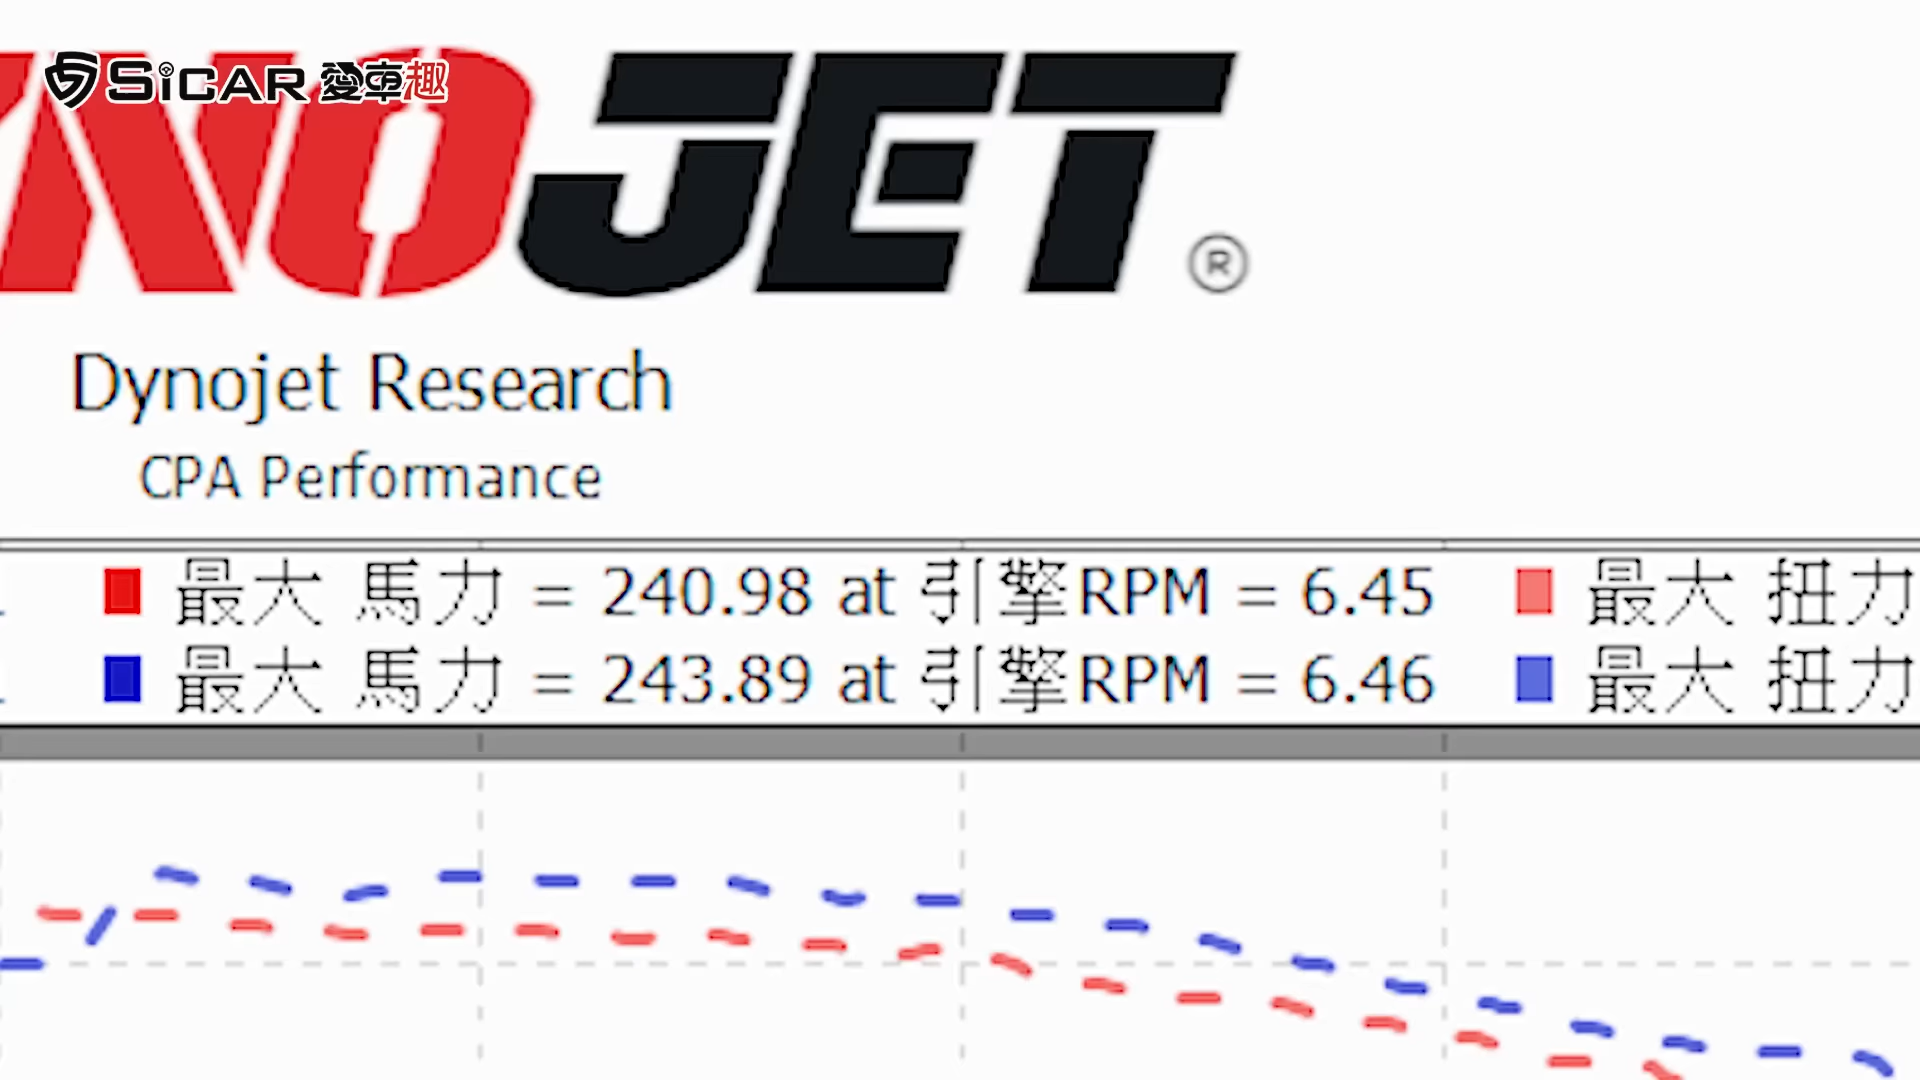 SiCAR 愛車趣
NOJET®
Dynojet Research
CPA Performance
最大 馬力 = 240.98 at 引擎RPM = 6.45 最大 扭力
最大 馬力 = 243.89 at 引擎RPM = 6.46 最大 扭力